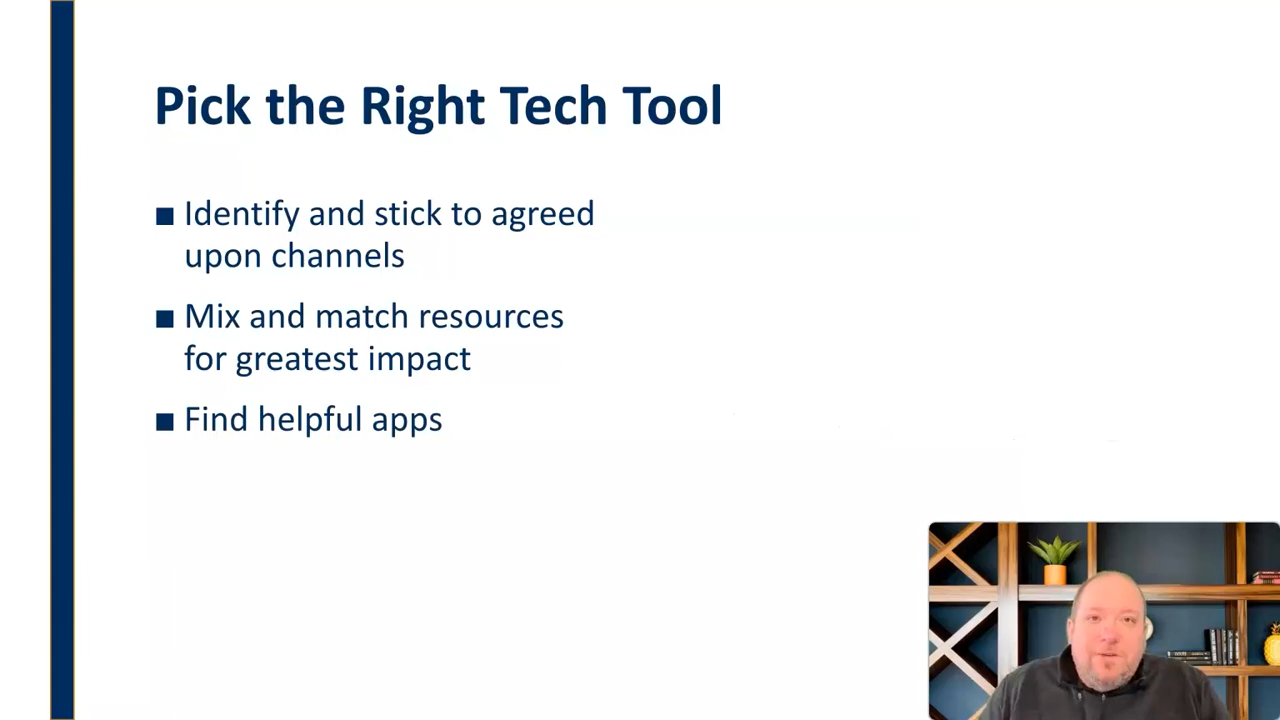 Pick the Right Tech Tool
■ Identify and stick to agreed
upon channels
■ Mix and match resources
for greatest impact
■ Find helpful apps